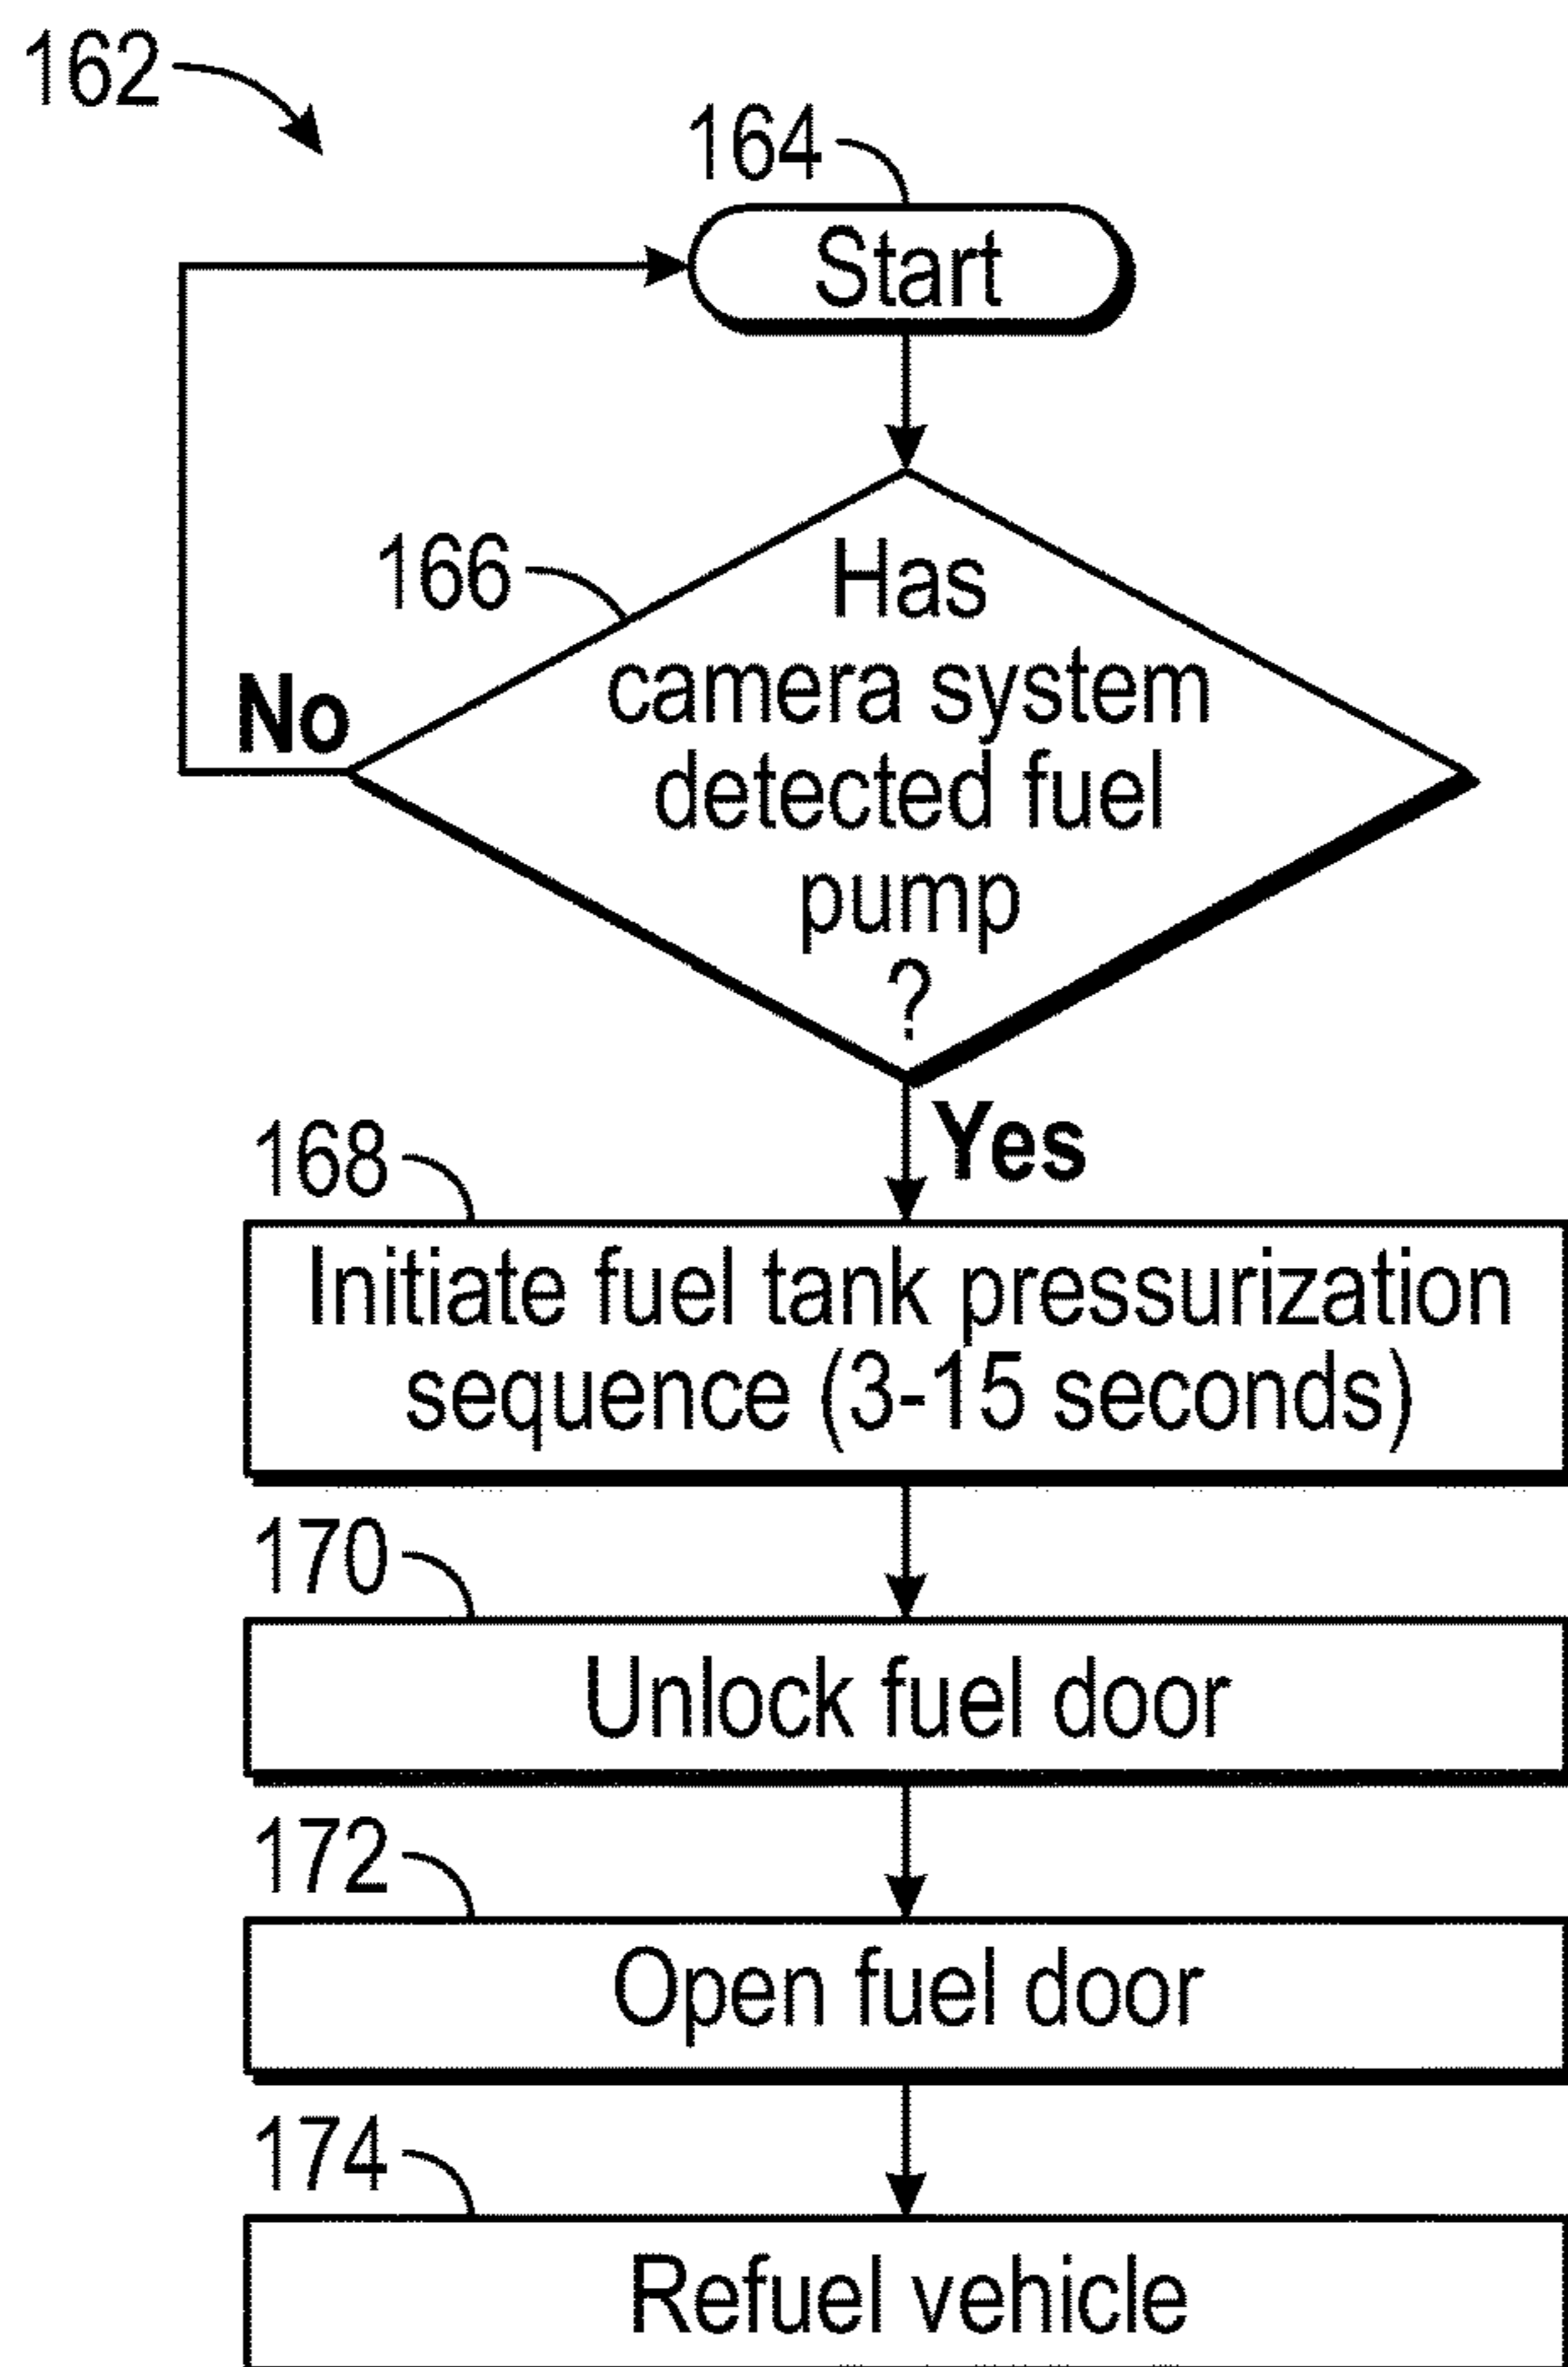 162
164
Start
166
Has
camera system
detected fuel
pump
?
No
Yes
168
Initiate fuel tank pressurization
sequence (3-15 seconds)
170
Unlock fuel door
172
Open fuel door
174
Refuel vehicle